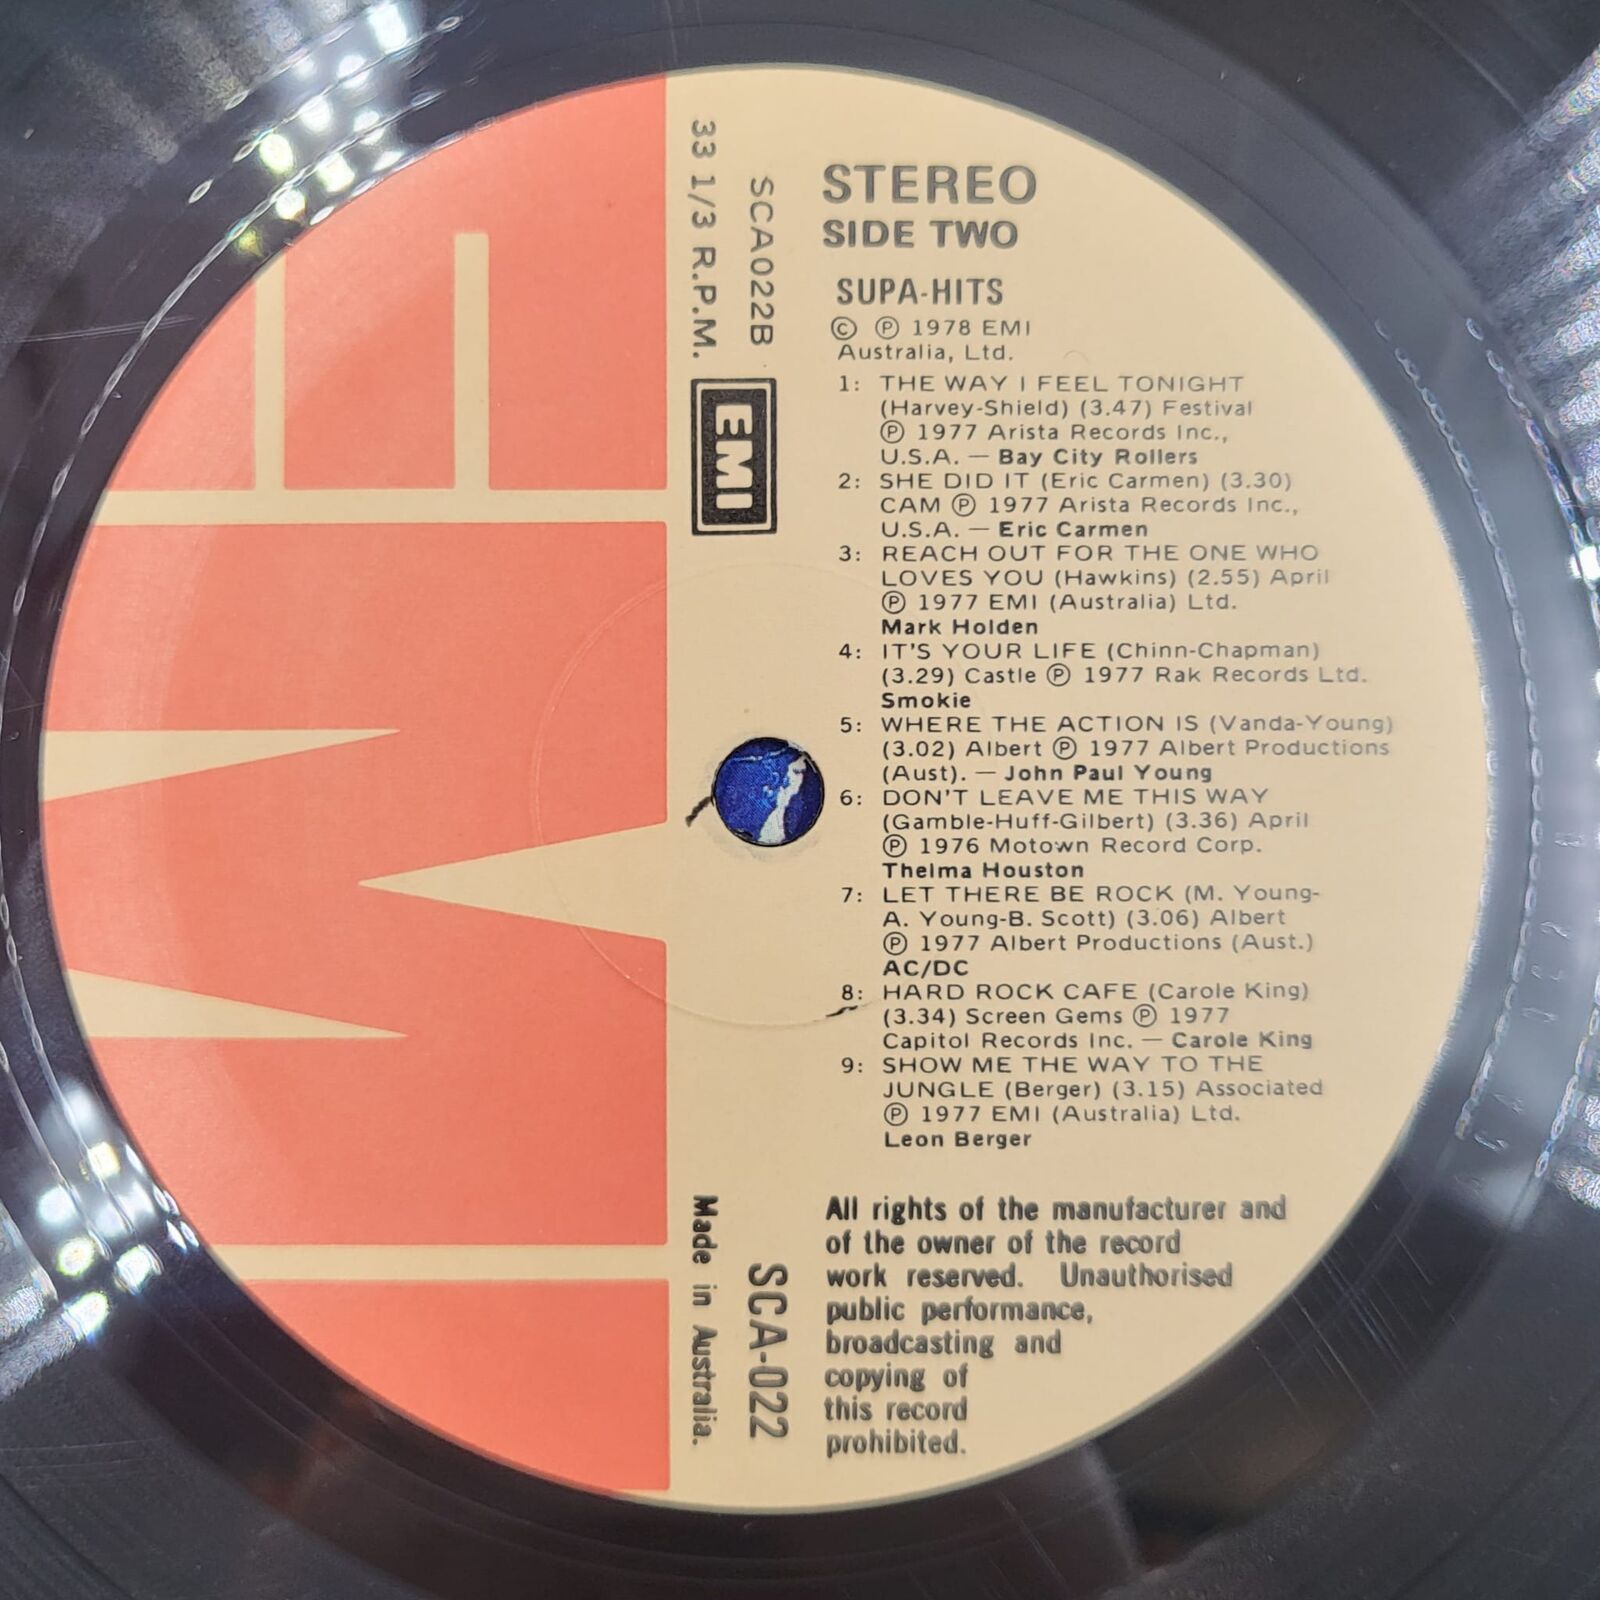 STEREO
SIDE TWO
SUPA-HITS
© ℗ 1978 EMI
Australia, Ltd.
1: THE WAY I FEEL TONIGHT
(Harvey-Shield) (3.47) Festival
℗ 1977 Arista Records Inc.,
U.S.A. — Bay City Rollers
2: SHE DID IT (Eric Carmen) (3.30)
CAM ℗ 1977 Arista Records Inc.,
U.S.A. — Eric Carmen
3: REACH OUT FOR THE ONE WHO
LOVES YOU (Hawkins) (2.55) April
℗ 1977 EMI (Australia) Ltd.
Mark Holden
4: IT'S YOUR LIFE (Chinn-Chapman)
(3.29) Castle ℗ 1977 Rak Records Ltd.
Smokie
5: WHERE THE ACTION IS (Vanda-Young)
(3.02) Albert ℗ 1977 Albert Productions
(Aust). — John Paul Young
6: DON'T LEAVE ME THIS WAY
(Gamble-Huff-Gilbert) (3.36) April
℗ 1976 Motown Record Corp.
Thelma Houston
7: LET THERE BE ROCK (M. Young-
A. Young-B. Scott) (3.06) Albert
℗ 1977 Albert Productions (Aust.)
AC/DC
8: HARD ROCK CAFE (Carole King)
(3.34) Screen Gems ℗ 1977
Capitol Records Inc. — Carole King
9: SHOW ME THE WAY TO THE
JUNGLE (Berger) (3.15) Associated
℗ 1977 EMI (Australia) Ltd.
Leon Berger
All rights of the manufacturer and
of the owner of the record
work reserved. Unauthorised
public performance,
broadcasting and
copying of
this record
prohibited.
SCA022B
33 1/3 R.P.M.
EMI
SCA-022
Made in Australia.
EMI